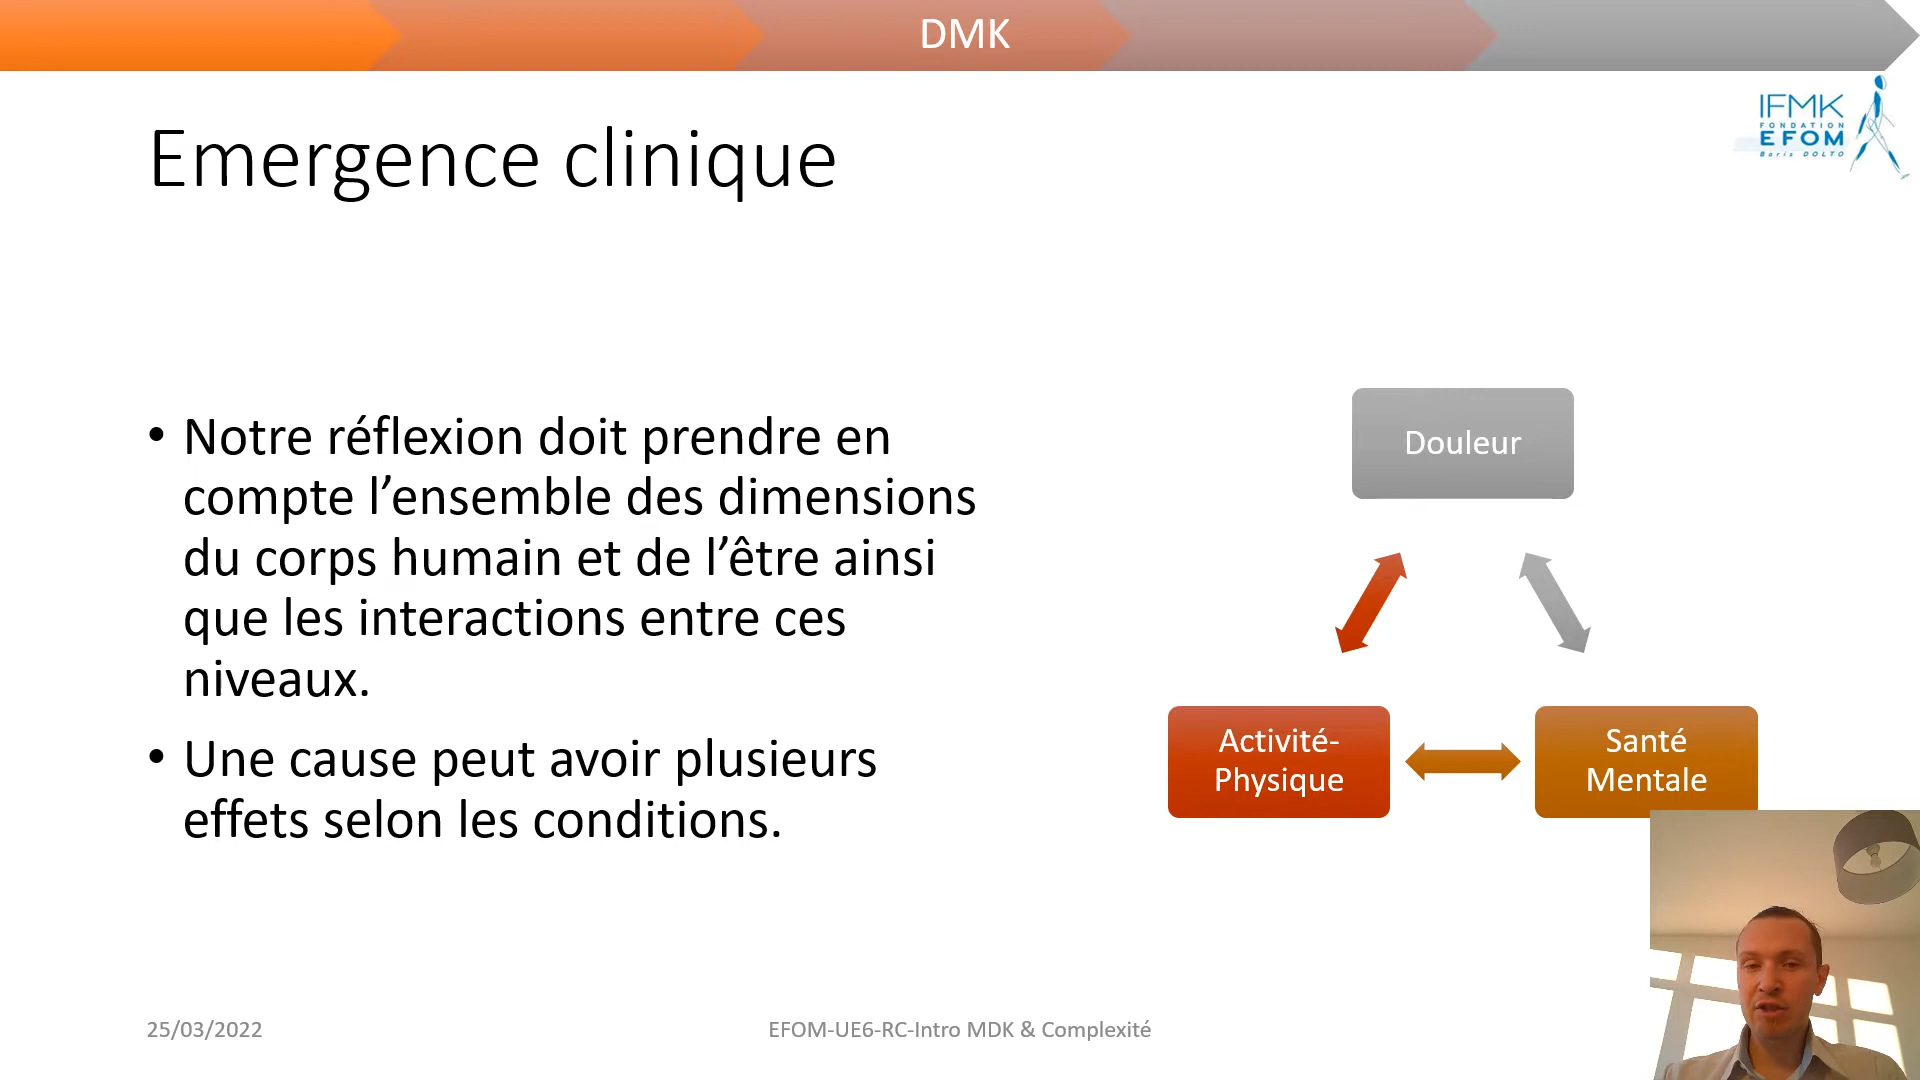 DMK
IFMK
FONDATION
EFOM
Boris DOLTO
Emergence clinique
• Notre réflexion doit prendre en
compte l’ensemble des dimensions
du corps humain et de l’être ainsi
que les interactions entre ces
niveaux.
• Une cause peut avoir plusieurs
effets selon les conditions.
Douleur
Activité-
Physique
Santé
Mentale
25/03/2022
EFOM-UE6-RC-Intro MDK & Complexité